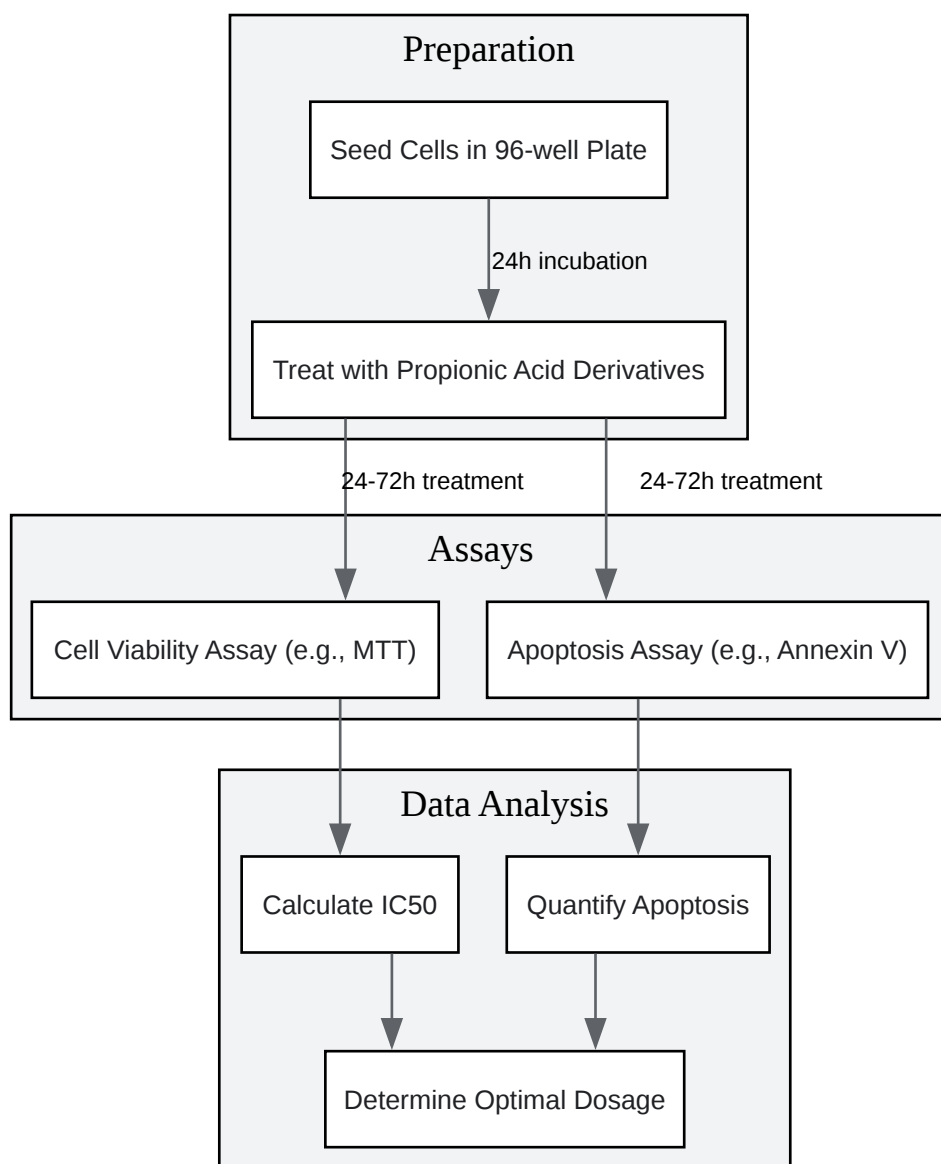 Preparation
Seed Cells in 96-well Plate
24h incubation
Treat with Propionic Acid Derivatives
24-72h treatment
24-72h treatment
Assays
Cell Viability Assay (e.g., MTT)
Apoptosis Assay (e.g., Annexin V)
Data Analysis
Calculate IC50
Quantify Apoptosis
Determine Optimal Dosage